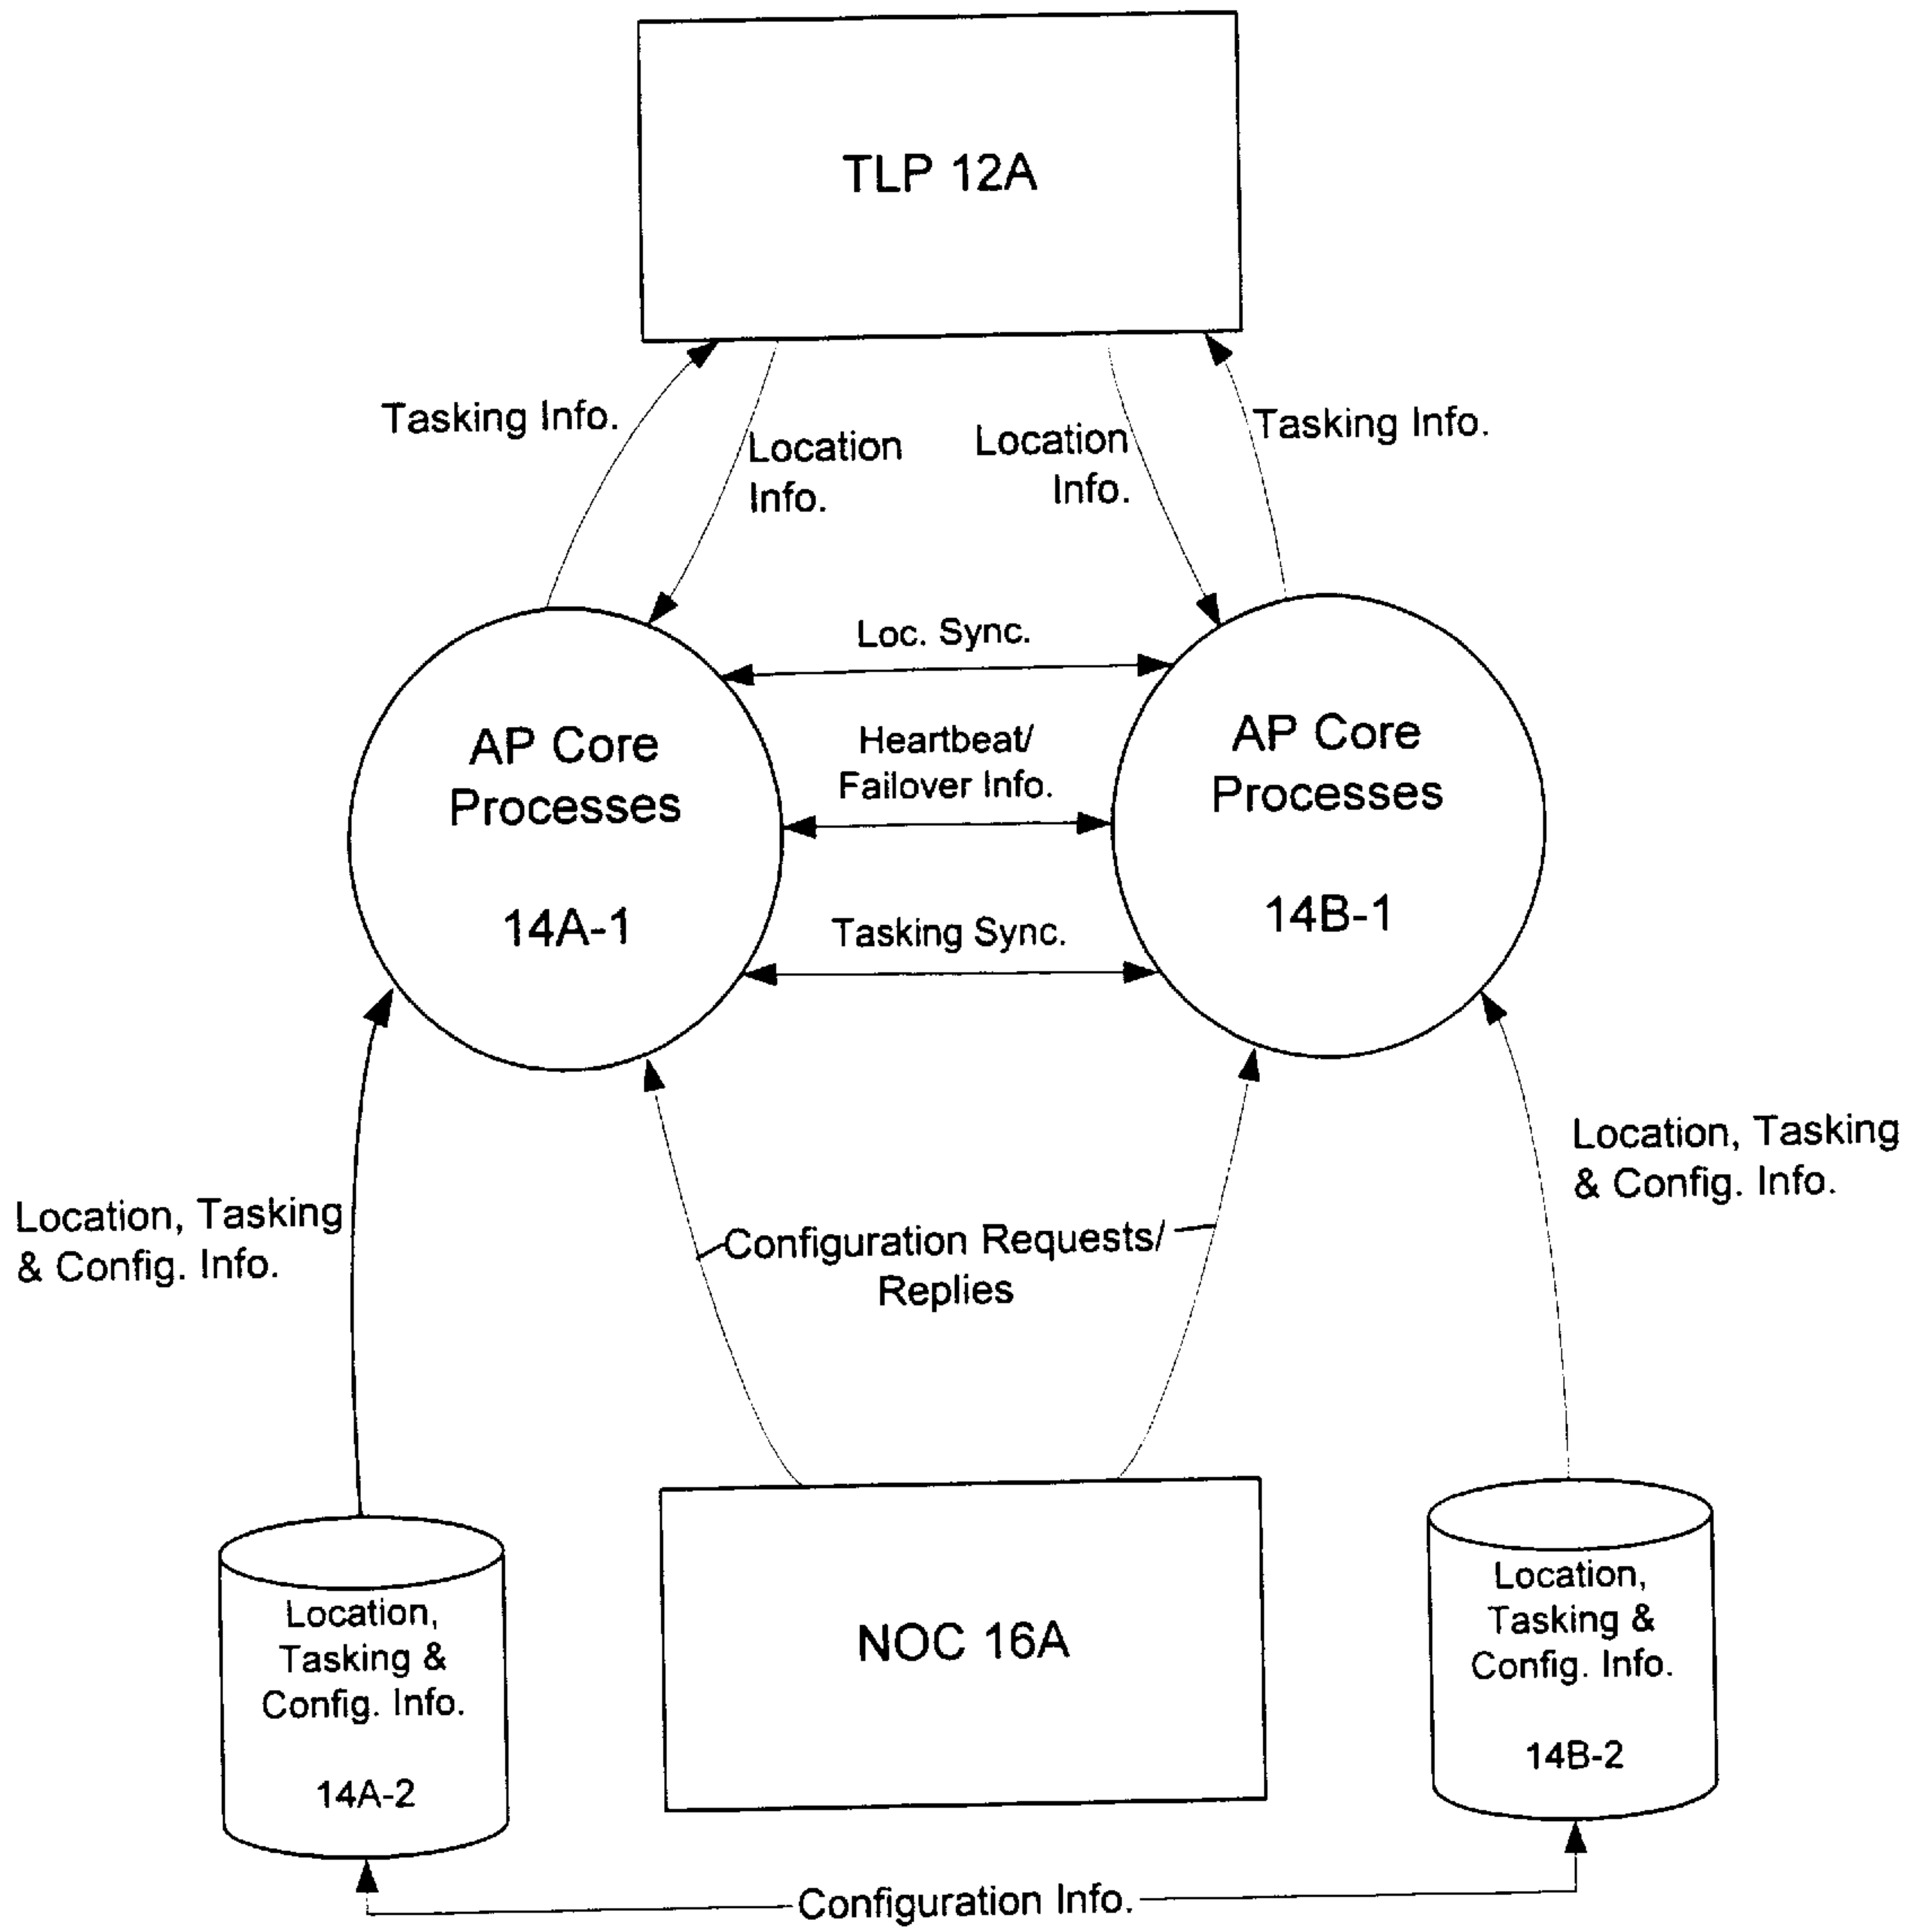 TLP 12A
Tasking Info.
Location
Info.
Location
Info.
Tasking Info.
Loc. Sync.
Heartbeat/
Failover Info.
Tasking Sync.
AP Core
Processes
14A-1
AP Core
Processes
14B-1
Location, Tasking
& Config. Info.
Configuration Requests/
Replies
Location, Tasking
& Config. Info.
Location,
Tasking &
Config. Info.
14A-2
NOC 16A
Location,
Tasking &
Config. Info.
14B-2
Configuration Info.